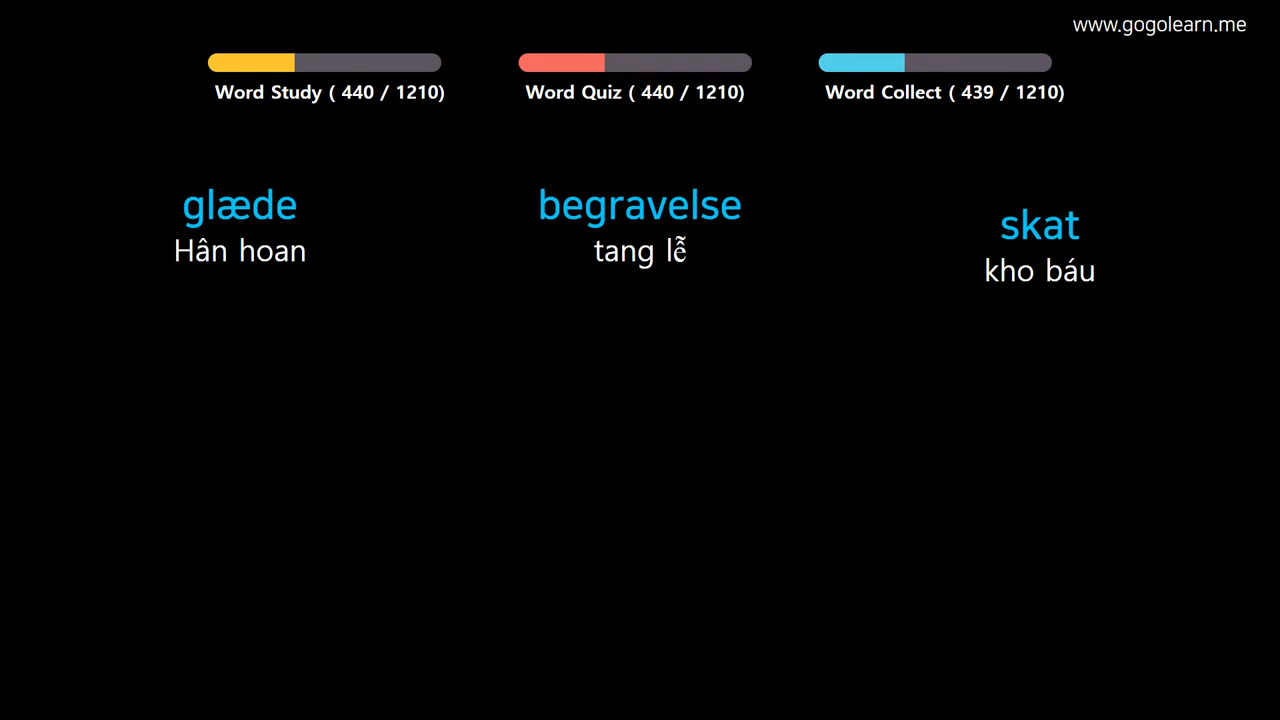 www.gogolearn.me
Word Study ( 440 / 1210)
Word Quiz ( 440 / 1210)
Word Collect ( 439 / 1210)
glæde
Hân hoan
begravelse
tang lễ
skat
kho báu